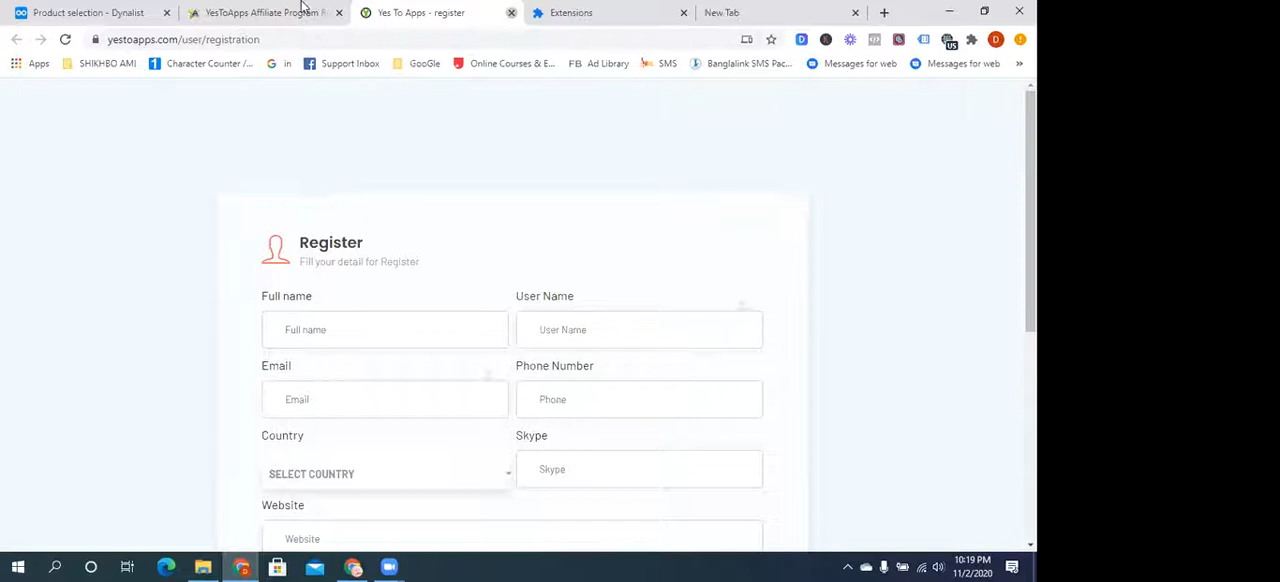 Product selection - Dynalist
YesToApps Affiliate Program R
Yes To Apps - register
Extensions
New Tab
yestoapps.com/user/registration
US
D
Apps
SHIKHBO AMI
Character Counter /...
in
Support Inbox
GooGle
Online Courses & E...
FB Ad Library
SMS
Banglalink SMS Pac...
Messages for web
Messages for web
»
Register
Fill your detail for Register
Full name
User Name
Full name
User Name
Email
Phone Number
Email
Phone
Country
Skype
SELECT COUNTRY
Skype
Website
Website
10:19 PM
11/2/2020